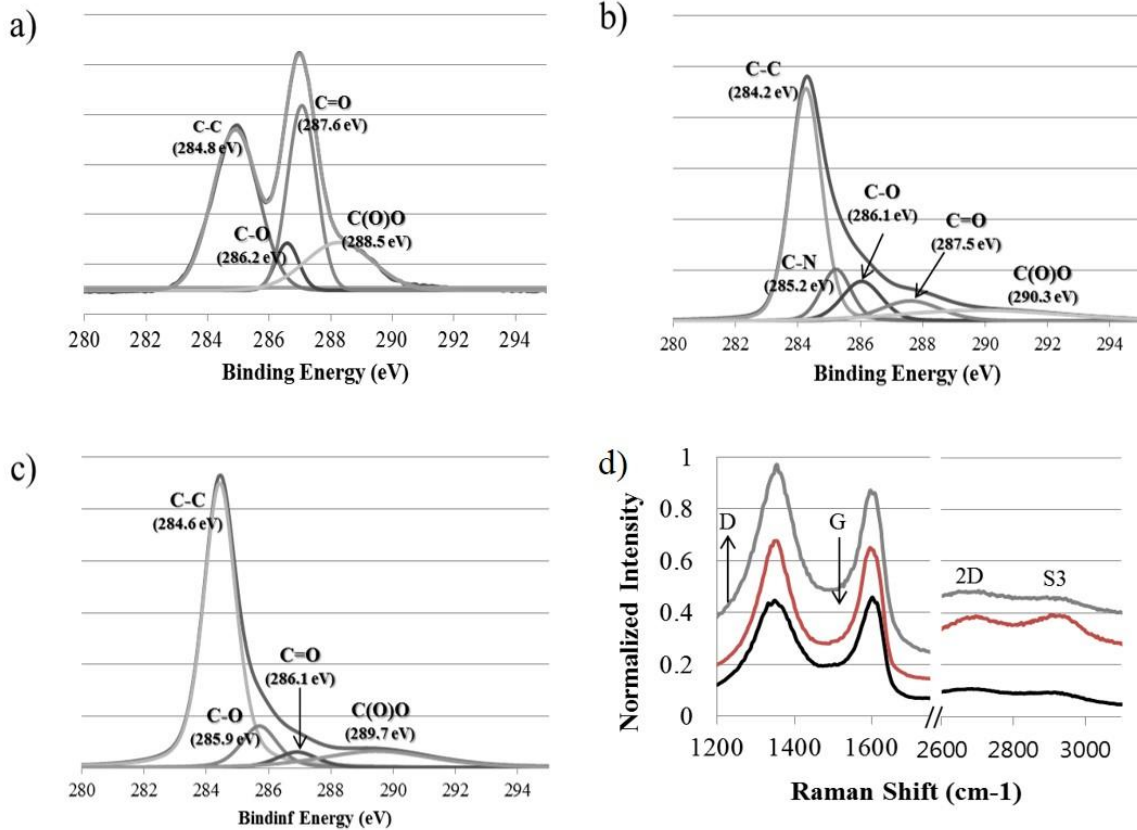 a)
C-C
(284.8 eV)
C=O
(287.6 eV)
C-O
(286.2 eV)
C(O)O
(288.5 eV)
280 282 284 286 288 290 292 294
Binding Energy (eV)
b)
C-C
(284.2 eV)
C-O
(286.1 eV)
C=O
(287.5 eV)
C-N
(285.2 eV)
C(O)O
(290.3 eV)
280 282 284 286 288 290 292 294
Binding Energy (eV)
c)
C-C
(284.6 eV)
C=O
(286.1 eV)
C-O
(285.9 eV)
C(O)O
(289.7 eV)
280 282 284 286 288 290 292 294
Bindinf Energy (eV)
d)
Normalized Intensity
1
0.8
0.6
0.4
0.2
0
D
G
2D
S3
1200 1400 1600 2600 2800 3000
Raman Shift (cm-1)